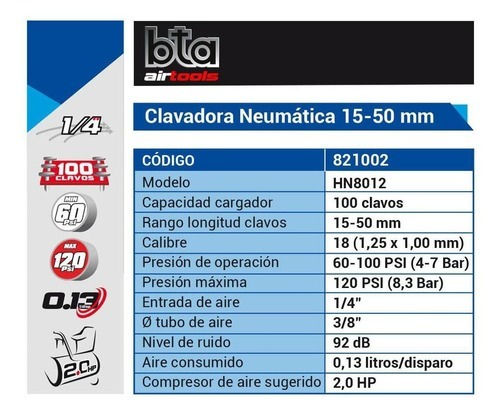 bta
airtools
Clavadora Neumática 15-50 mm
1/4
100
CLAVOS
MIN
60
PSI
MAX
120
PSI
0.13
2.0 HP
CÓDIGO 821002
Modelo HN8012
Capacidad cargador 100 clavos
Rango longitud clavos 15-50 mm
Calibre 18 (1,25 x 1,00 mm)
Presión de operación 60-100 PSI (4-7 Bar)
Presión máxima 120 PSI (8,3 Bar)
Entrada de aire 1/4"
Ø tubo de aire 3/8"
Nivel de ruido 92 dB
Aire consumido 0,13 litros/disparo
Compresor de aire sugerido 2,0 HP